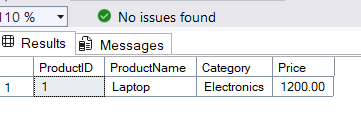 110 % No issues found
Results Messages
ProductID ProductName Category Price
1 1 Laptop Electronics 1200.00